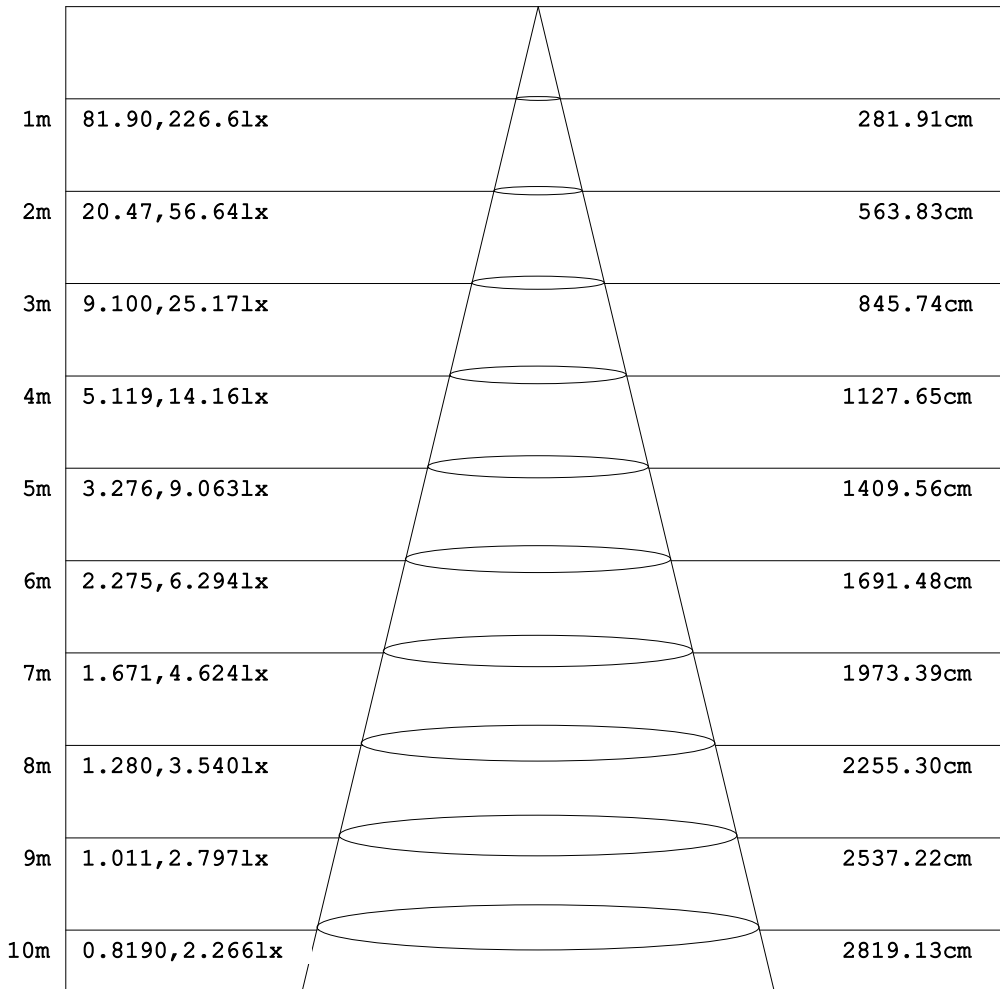 1m 81.90,226.6lx 281.91cm
2m 20.47,56.64lx 563.83cm
3m 9.100,25.17lx 845.74cm
4m 5.119,14.16lx 1127.65cm
5m 3.276,9.063lx 1409.56cm
6m 2.275,6.294lx 1691.48cm
7m 1.671,4.624lx 1973.39cm
8m 1.280,3.540lx 2255.30cm
9m 1.011,2.797lx 2537.22cm
10m 0.8190,2.266lx 2819.13cm